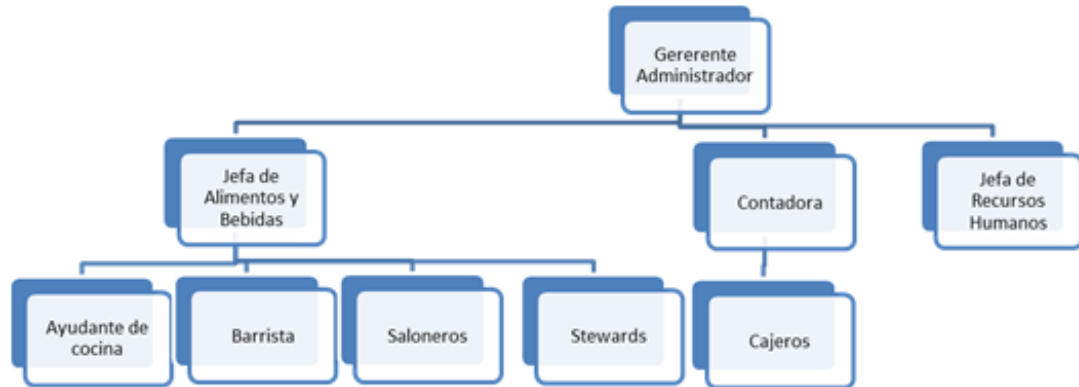 Gererente
Administrador
Jefa de
Alimentos y
Bebidas
Contadora
Jefa de
Recursos
Humanos
Ayudante de
cocina
Barrista
Saloneros
Stewards
Cajeros